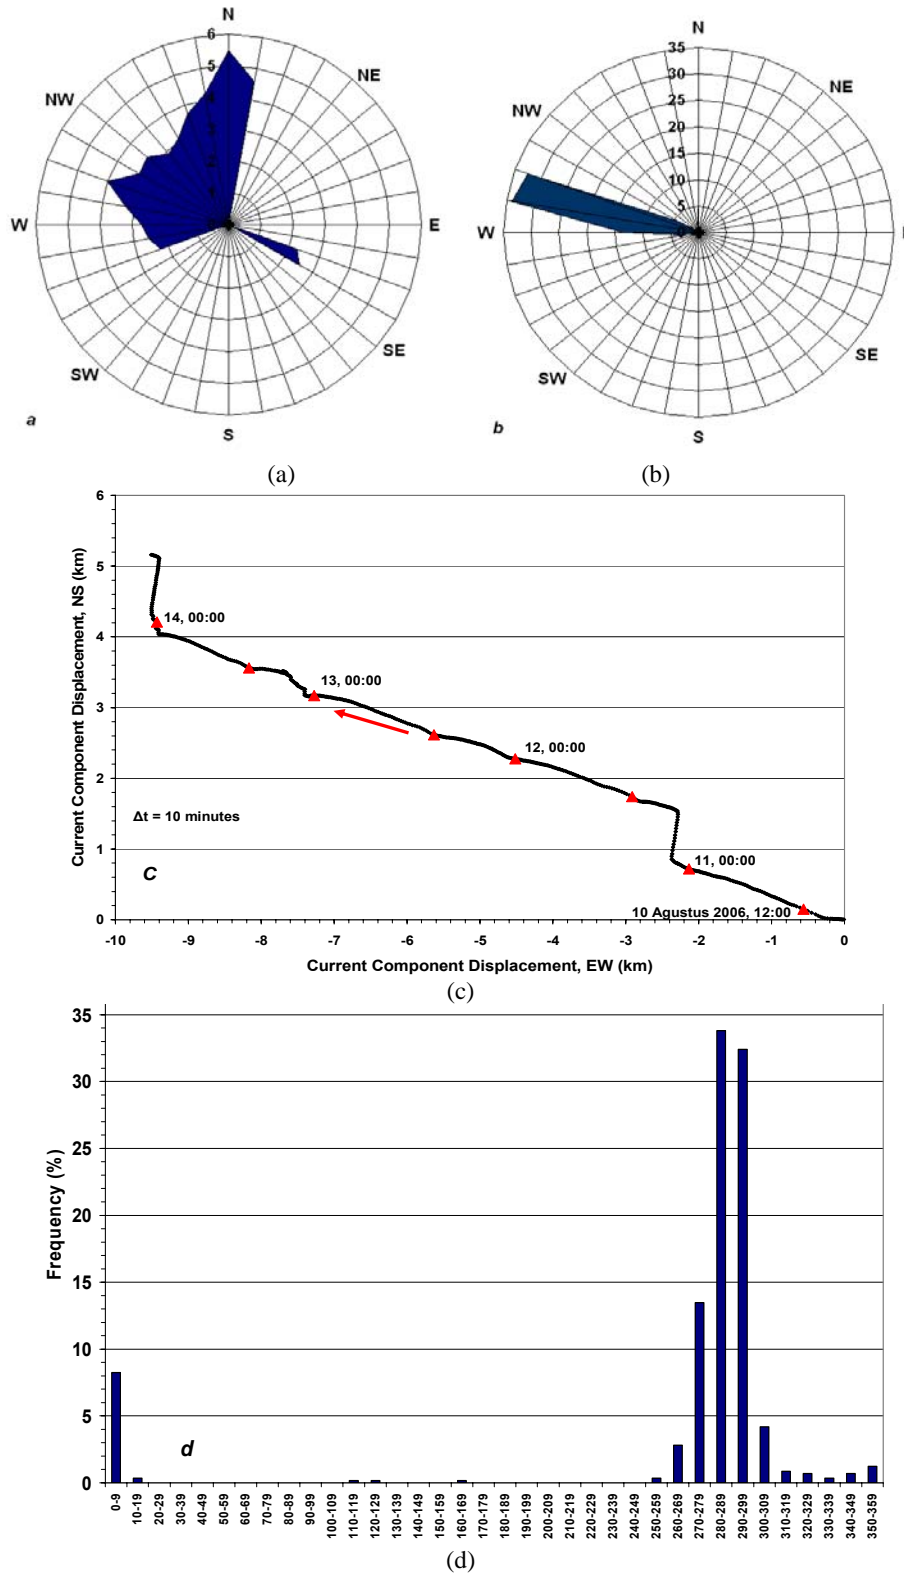 N
6
5
4
3
2
1
0
NE
E
SE
S
SW
W
NW
a
N
35
30
25
20
15
10
5
0
NE
SE
S
SW
W
NW
b
(a) (b)
6
5
4
3
2
1
0
Current Component Displacement, NS (km)
14, 00:00
13, 00:00
12, 00:00
11, 00:00
10 Agustus 2006, 12:00
Δt = 10 minutes
C
-10 -9 -8 -7 -6 -5 -4 -3 -2 -1 0
Current Component Displacement, EW (km)
(c)
35
30
25
20
15
10
5
0
Frequency (%)
d
0-9
10-19
20-29
30-39
40-49
50-59
60-69
70-79
80-89
90-99
100-109
110-119
120-129
130-139
140-149
150-159
160-169
170-179
180-189
190-199
200-209
210-219
220-229
230-239
240-249
250-259
260-269
270-279
280-289
290-299
300-309
310-319
320-329
330-339
340-349
350-359
(d)